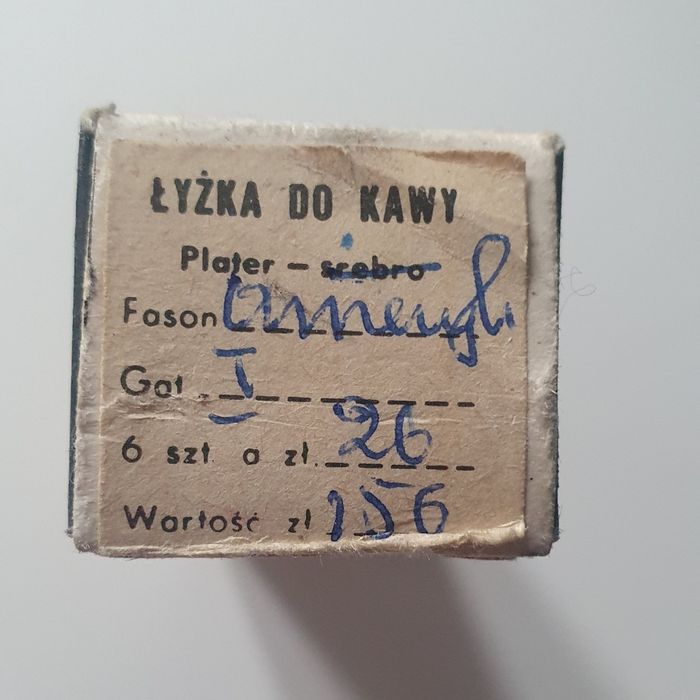 ŁYŻKA DO KAWY
Plater – srebro
Fason
Gat. I
6 szt. a zł. 26
Wartość zł 156